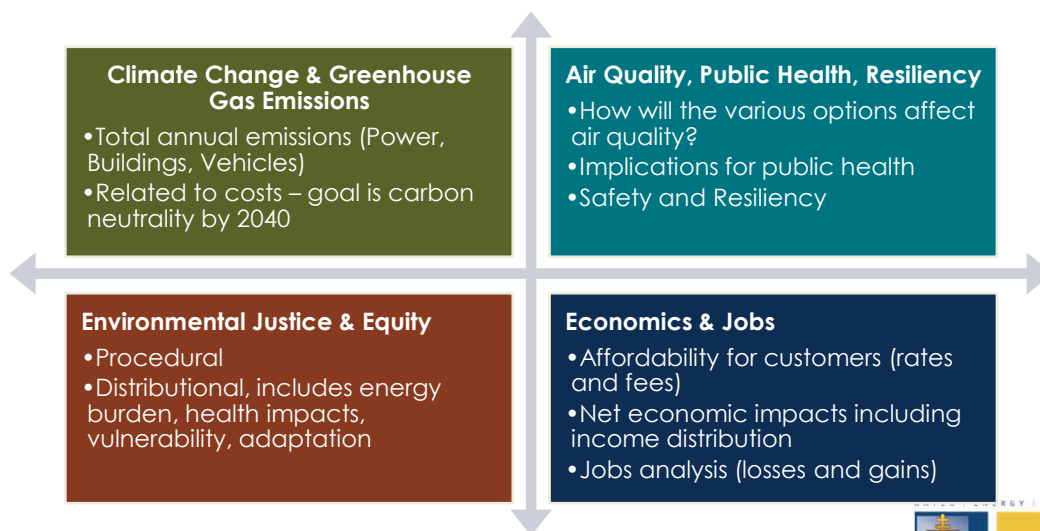 Climate Change & Greenhouse
Gas Emissions
•Total annual emissions (Power,
Buildings, Vehicles)
•Related to costs – goal is carbon
neutrality by 2040
Air Quality, Public Health, Resiliency
•How will the various options affect
air quality?
•Implications for public health
•Safety and Resiliency
Environmental Justice & Equity
•Procedural
•Distributional, includes energy
burden, health impacts,
vulnerability, adaptation
Economics & Jobs
•Affordability for customers (rates
and fees)
•Net economic impacts including
income distribution
•Jobs analysis (losses and gains)